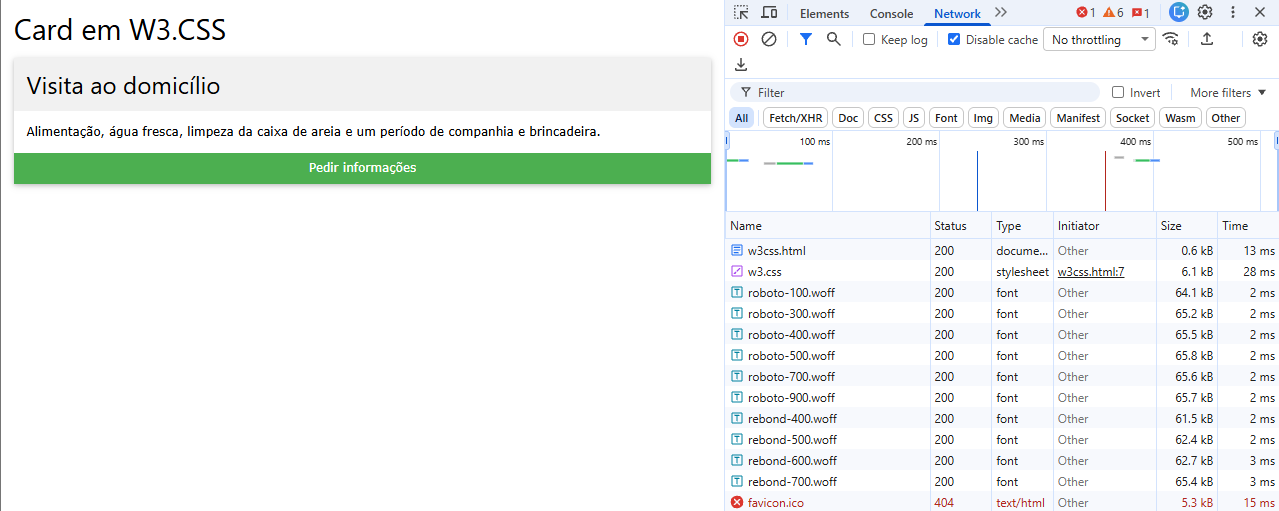 Card em W3.CSS
Visita ao domicílio
Alimentação, água fresca, limpeza da caixa de areia e um período de companhia e brincadeira.
Pedir informações
Elements Console Network 1 6 1
Keep log Disable cache No throttling
Filter Invert More filters
All Fetch/XHR Doc CSS JS Font Img Media Manifest Socket Wasm Other
100 ms 200 ms 300 ms 400 ms 500 ms
Name Status Type Initiator Size Time
w3css.html 200 docume... Other 0.6 kB 13 ms
w3.css 200 stylesheet w3css.html:7 6.1 kB 28 ms
roboto-100.woff 200 font Other 64.1 kB 2 ms
roboto-300.woff 200 font Other 65.2 kB 2 ms
roboto-400.woff 200 font Other 65.5 kB 2 ms
roboto-500.woff 200 font Other 65.8 kB 2 ms
roboto-700.woff 200 font Other 65.6 kB 2 ms
roboto-900.woff 200 font Other 65.7 kB 2 ms
rebond-400.woff 200 font Other 61.5 kB 2 ms
rebond-500.woff 200 font Other 62.4 kB 2 ms
rebond-600.woff 200 font Other 62.7 kB 3 ms
rebond-700.woff 200 font Other 65.4 kB 3 ms
favicon.ico 404 text/html Other 5.3 kB 15 ms